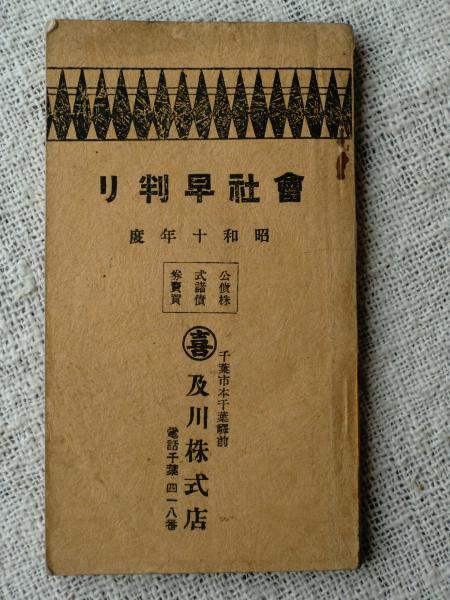 會社早判リ
昭和十年度
公債株
式諸債
券賣買
千葉市本千葉驛前
㐂及川株式店
電話千葉四一八番